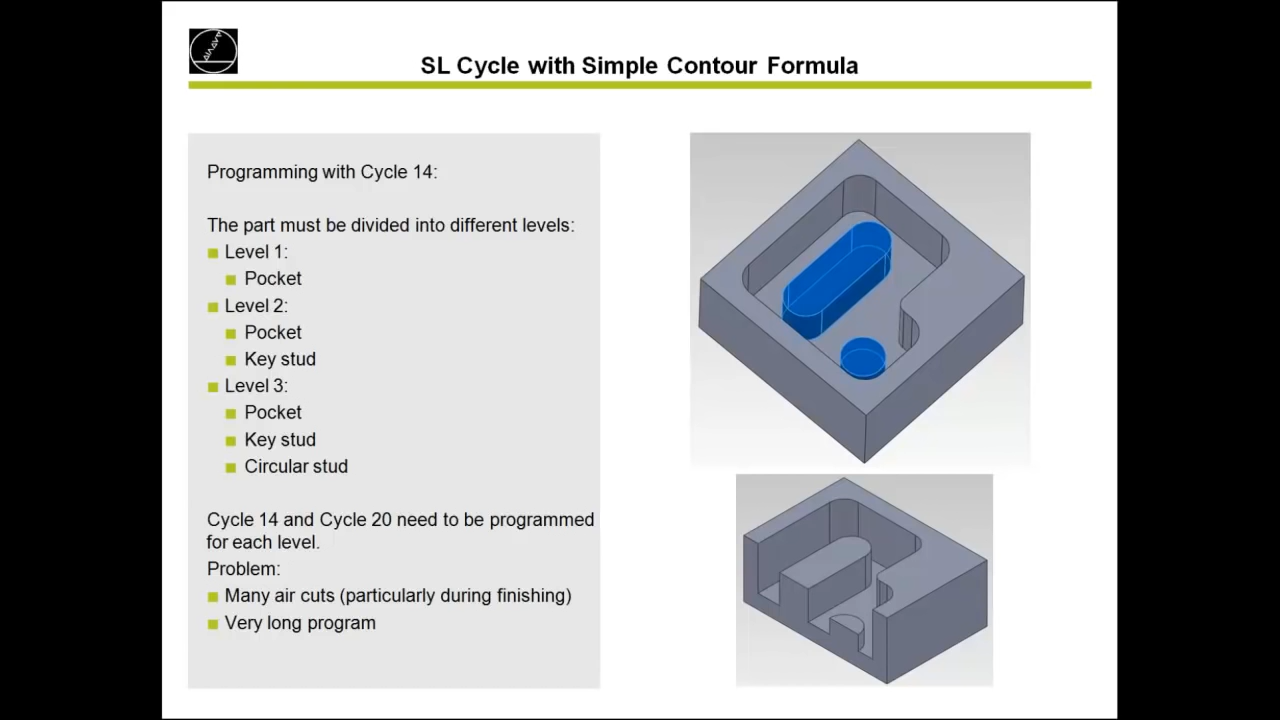 SL Cycle with Simple Contour Formula
Programming with Cycle 14:
The part must be divided into different levels:
Level 1:
Pocket
Level 2:
Pocket
Key stud
Level 3:
Pocket
Key stud
Circular stud
Cycle 14 and Cycle 20 need to be programmed
for each level.
Problem:
Many air cuts (particularly during finishing)
Very long program